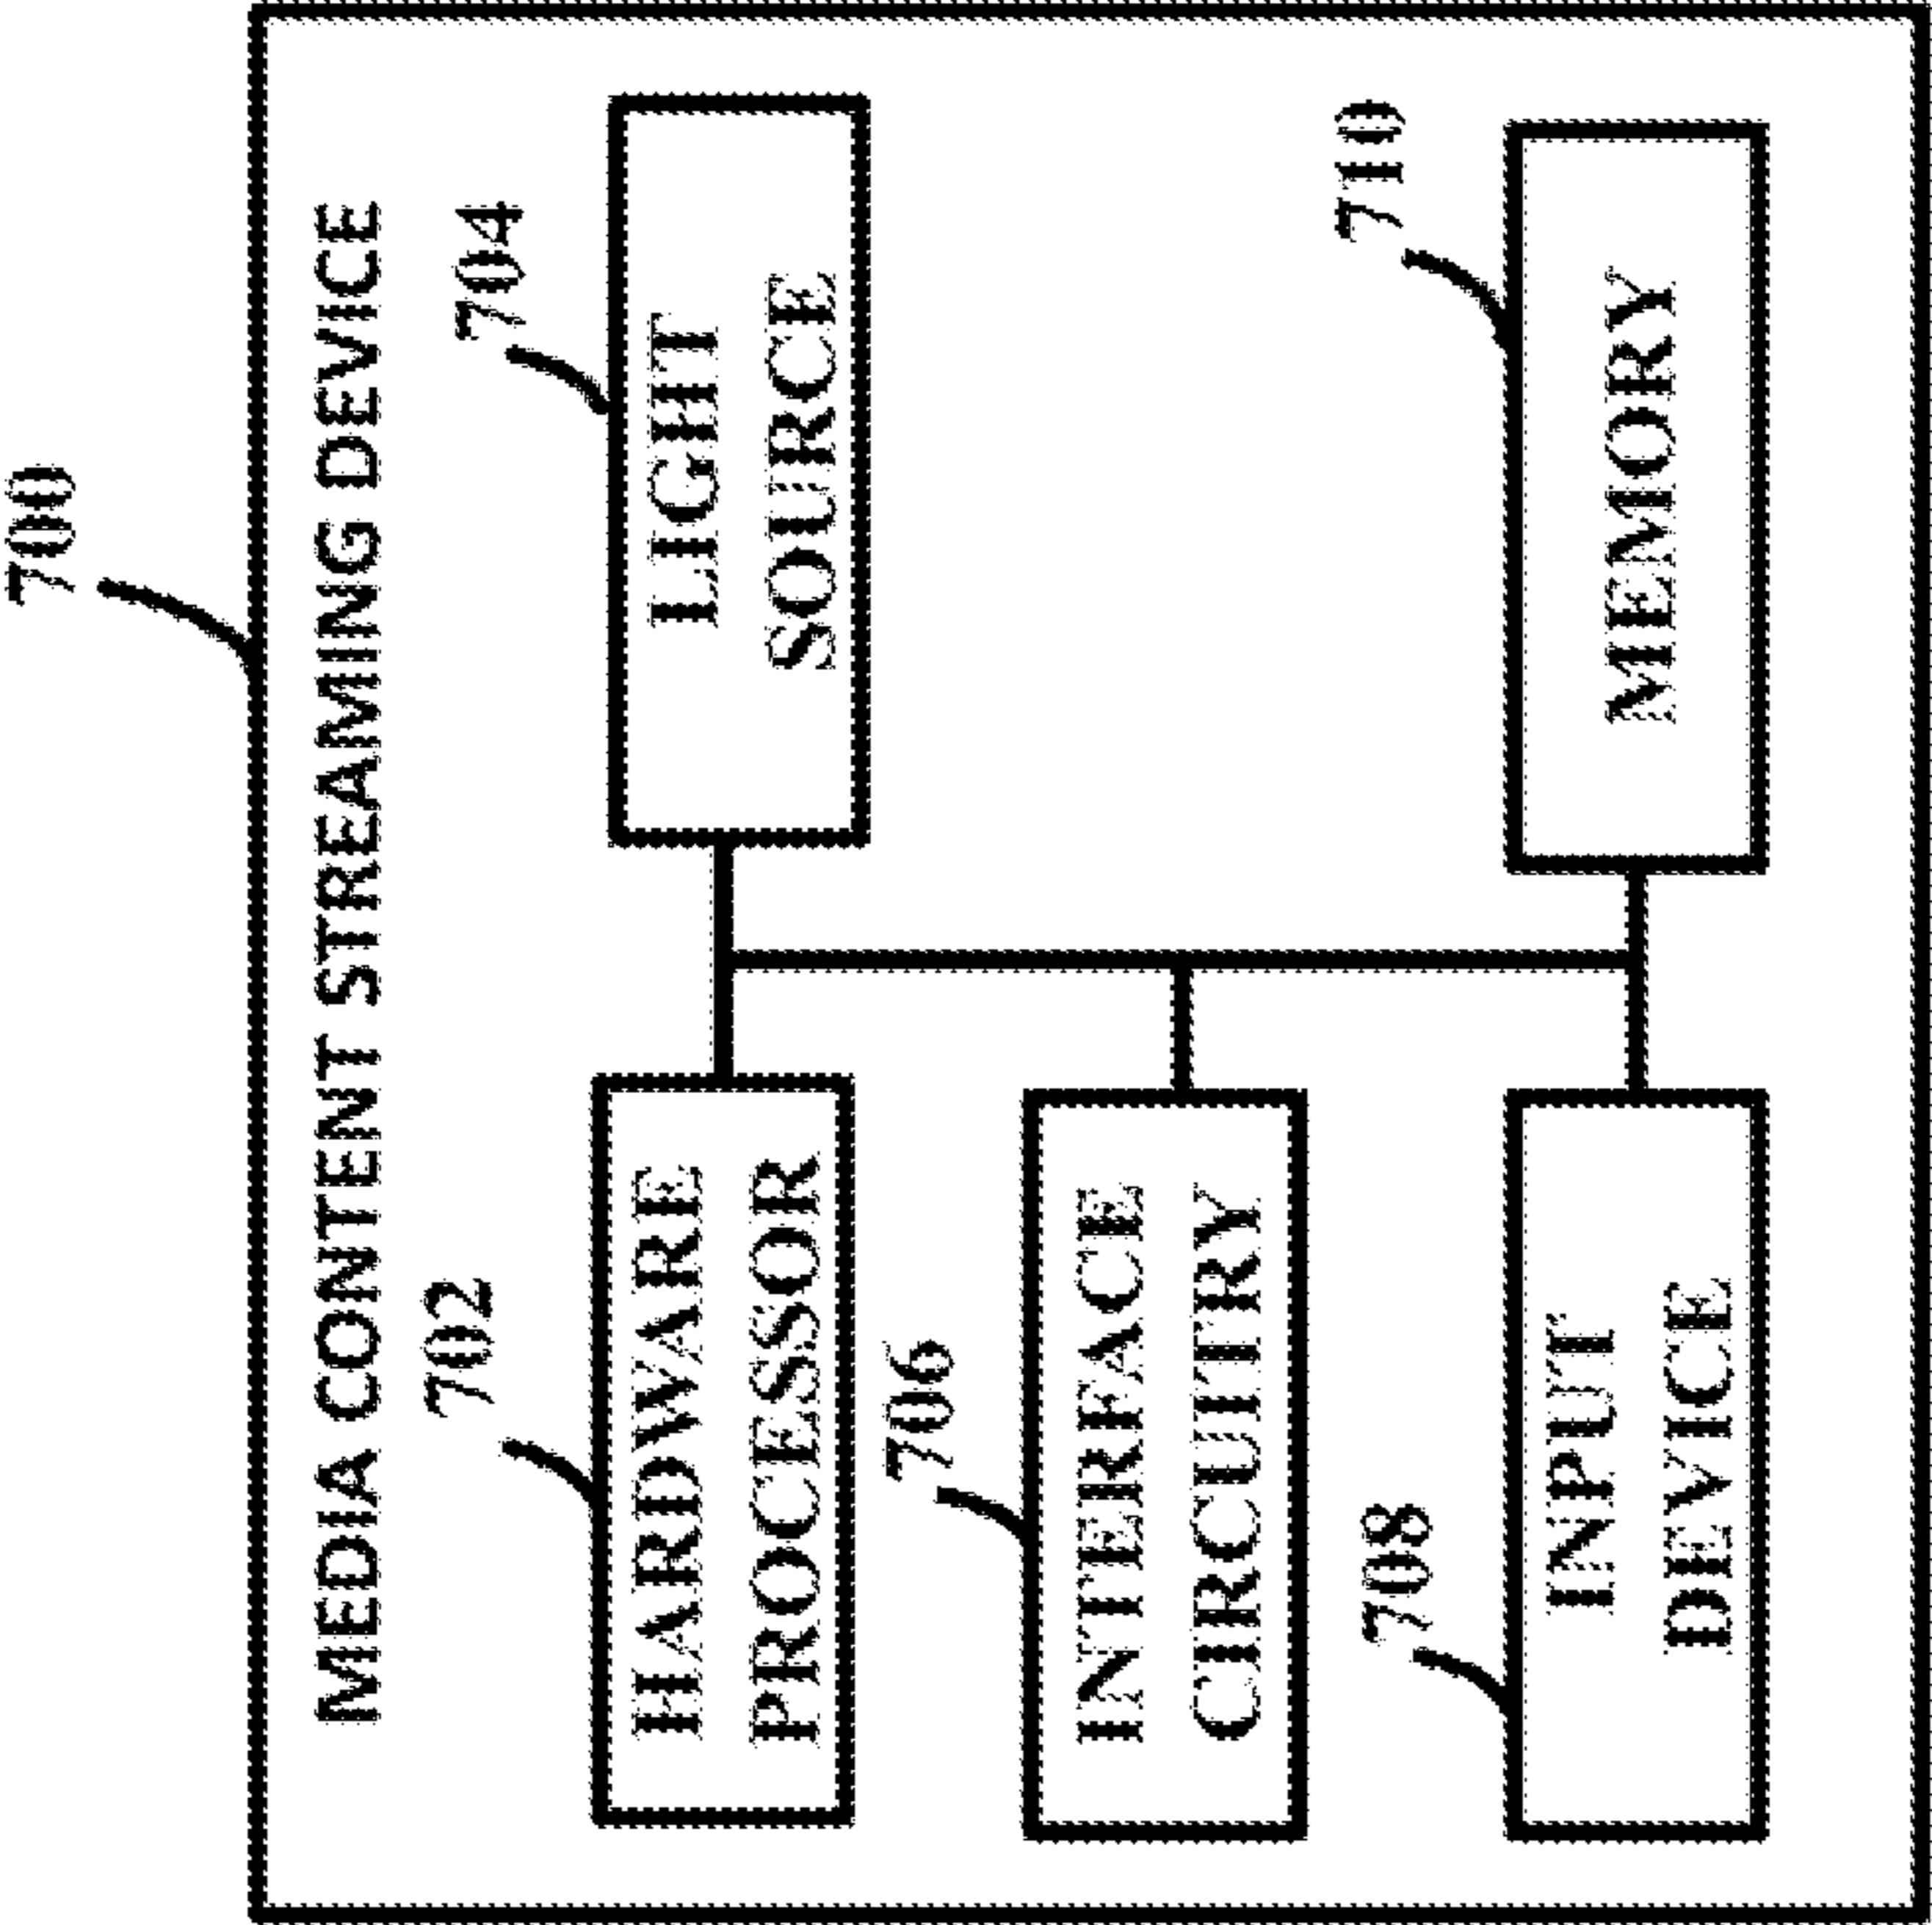 700
MEDIA CONTENT STREAMING DEVICE
702
HARDWARE
PROCESSOR
704
LIGHT
SOURCE
706
INTERFACE
CIRCUITRY
708
INPUT
DEVICE
710
MEMORY